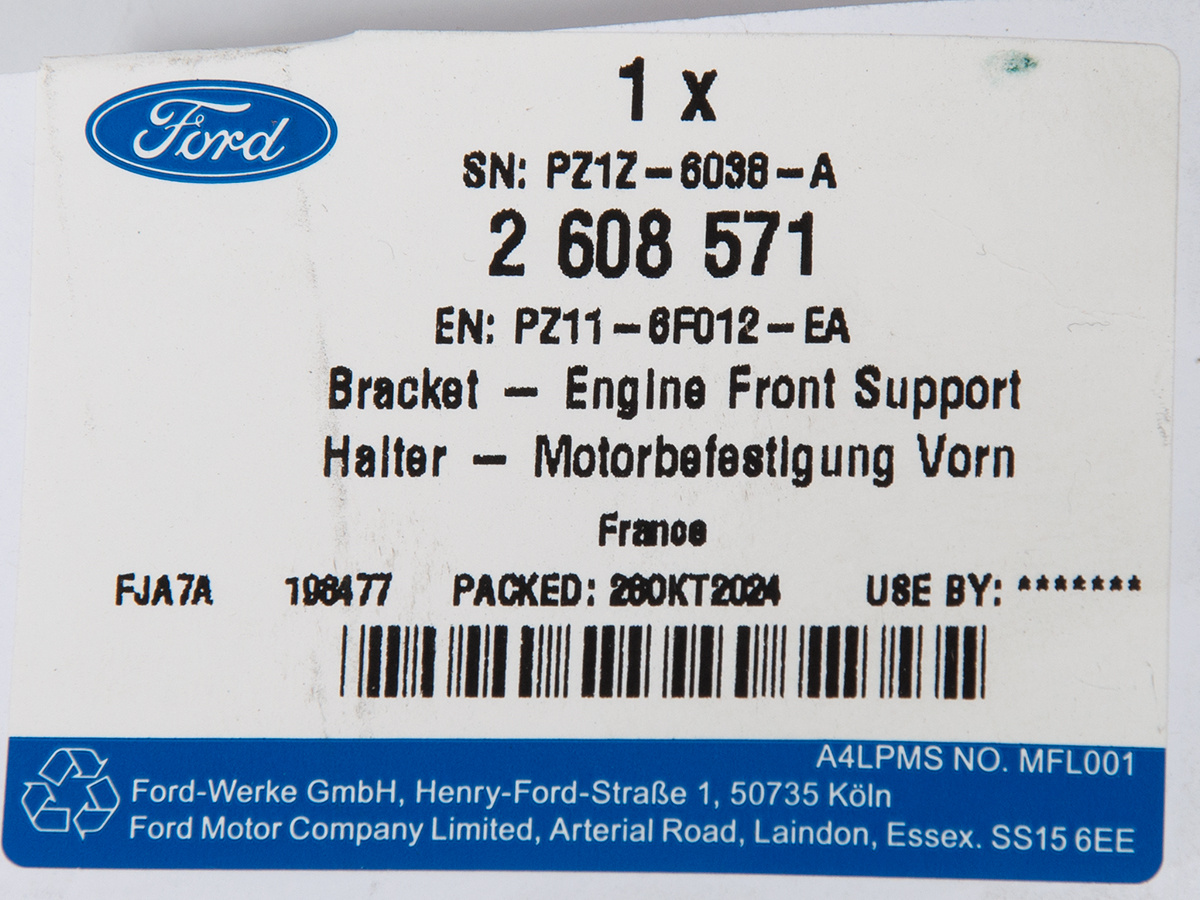 Ford
1 x
SN: PZ1Z-6038-A
2 608 571
EN: PZ11-6F012-EA
Bracket - Engine Front Support
Halter - Motorbefestigung Vorn
France
FJA7A 198477 PACKED: 28OKT2024 USE BY: *******
A4LPMS NO. MFL001
Ford-Werke GmbH, Henry-Ford-Straße 1, 50735 Köln
Ford Motor Company Limited, Arterial Road, Laindon, Essex. SS15 6EE